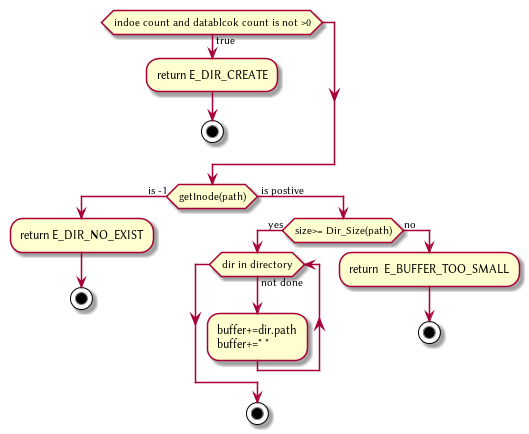 indoe count and datablcok count is not >0
true
return E_DIR_CREATE
is -1
getInode(path)
is postive
return E_DIR_NO_EXIST
yes
size>= Dir_Size(path)
no
dir in directory
return  E_BUFFER_TOO_SMALL
not done
buffer+=dir.path
buffer+=" "